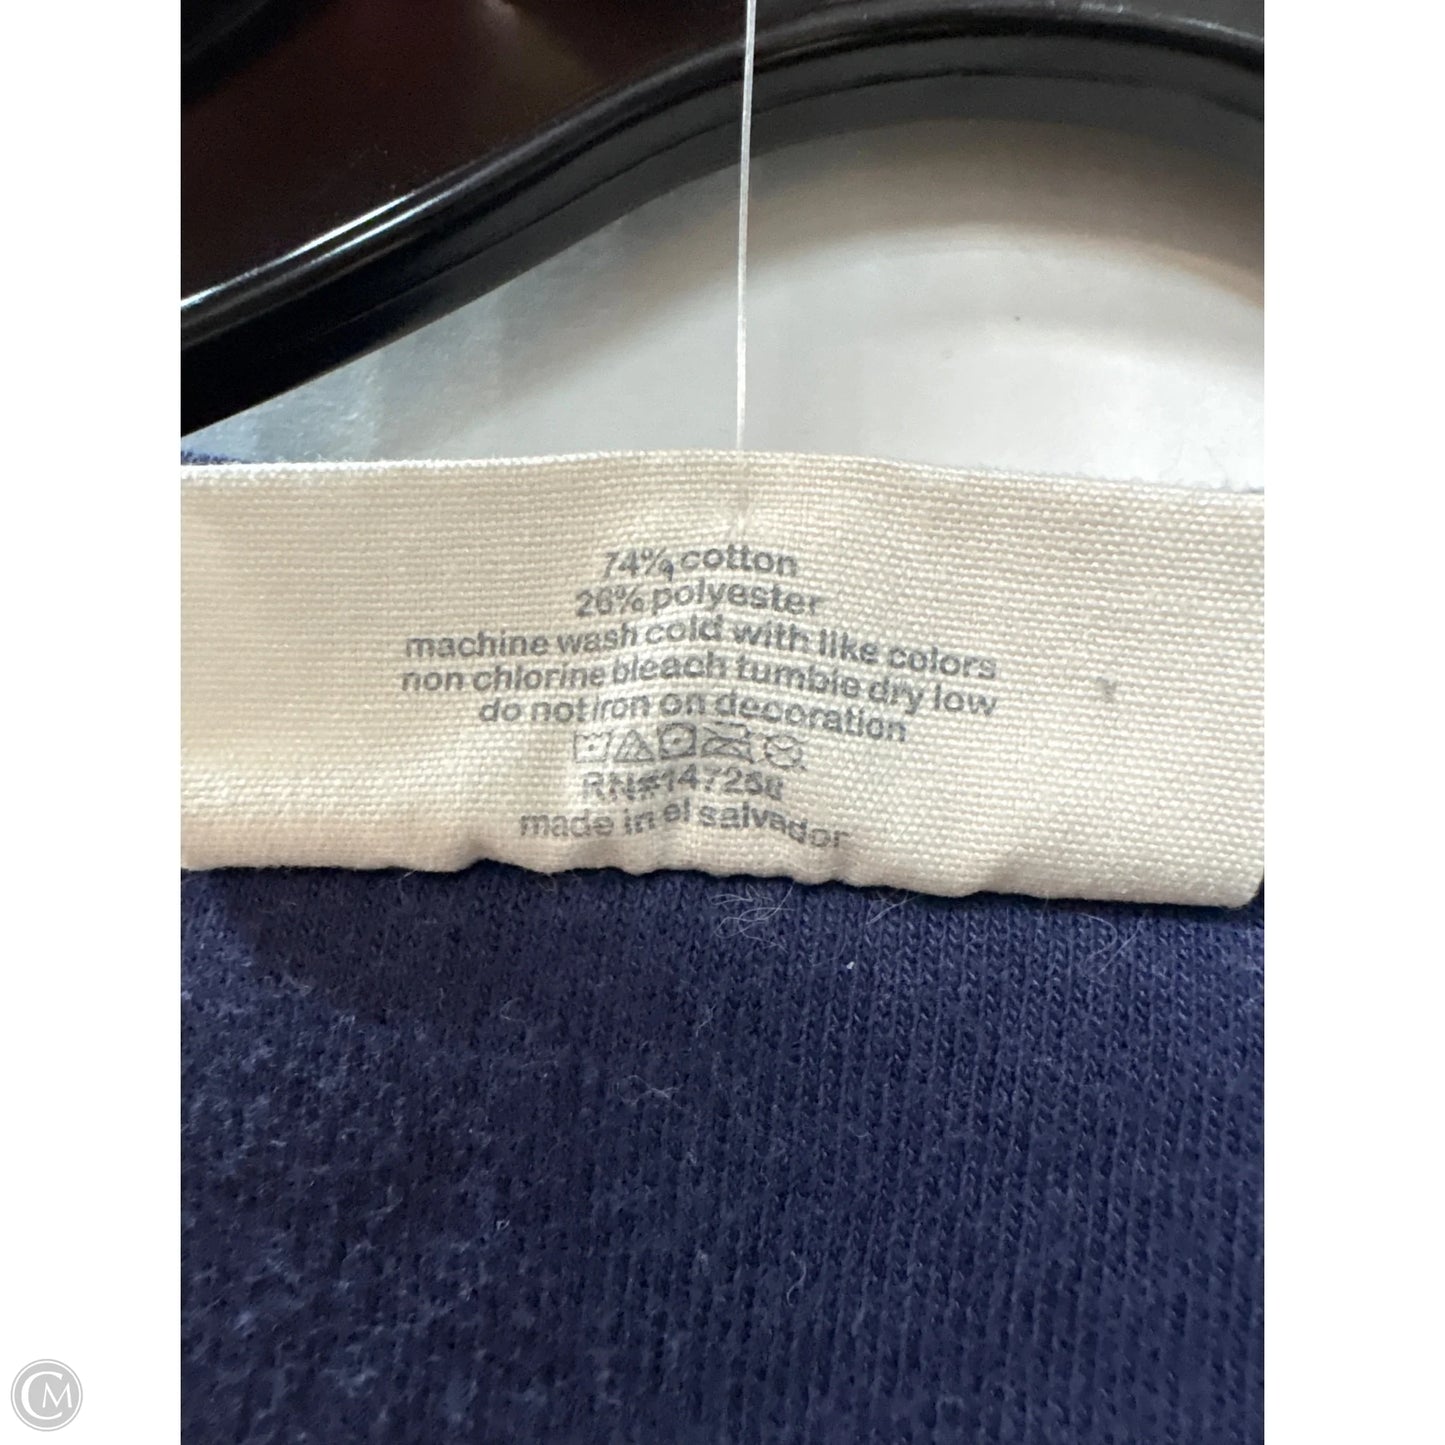 74% cotton
26% polyester
machine wash cold with like colors
non chlorine bleach tumble dry low
do not iron on decoration
made in el salvador
CM